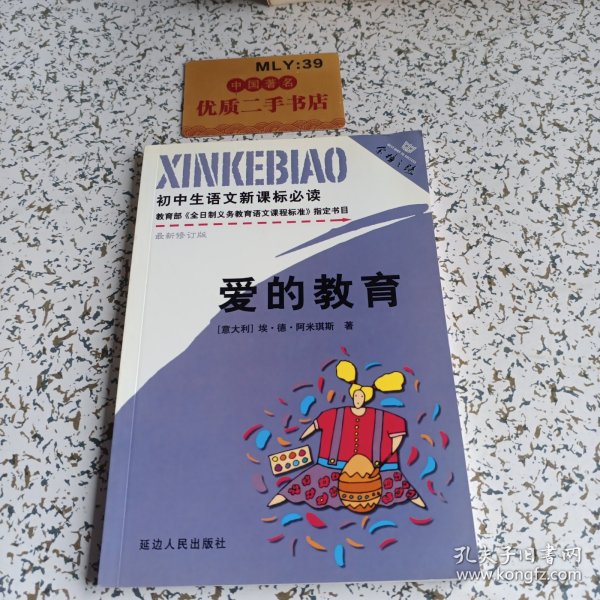 MLY:39
中国著名
优质二手书店
XINKEBIAO
初中生语文新课标必读
教育部《全日制义务教育语文课程标准》指定书目
最新修订版
爱的教育
[意大利] 埃·德·阿米琪斯 著
延边人民出版社
孔夫子旧书网
www.kongfz.com